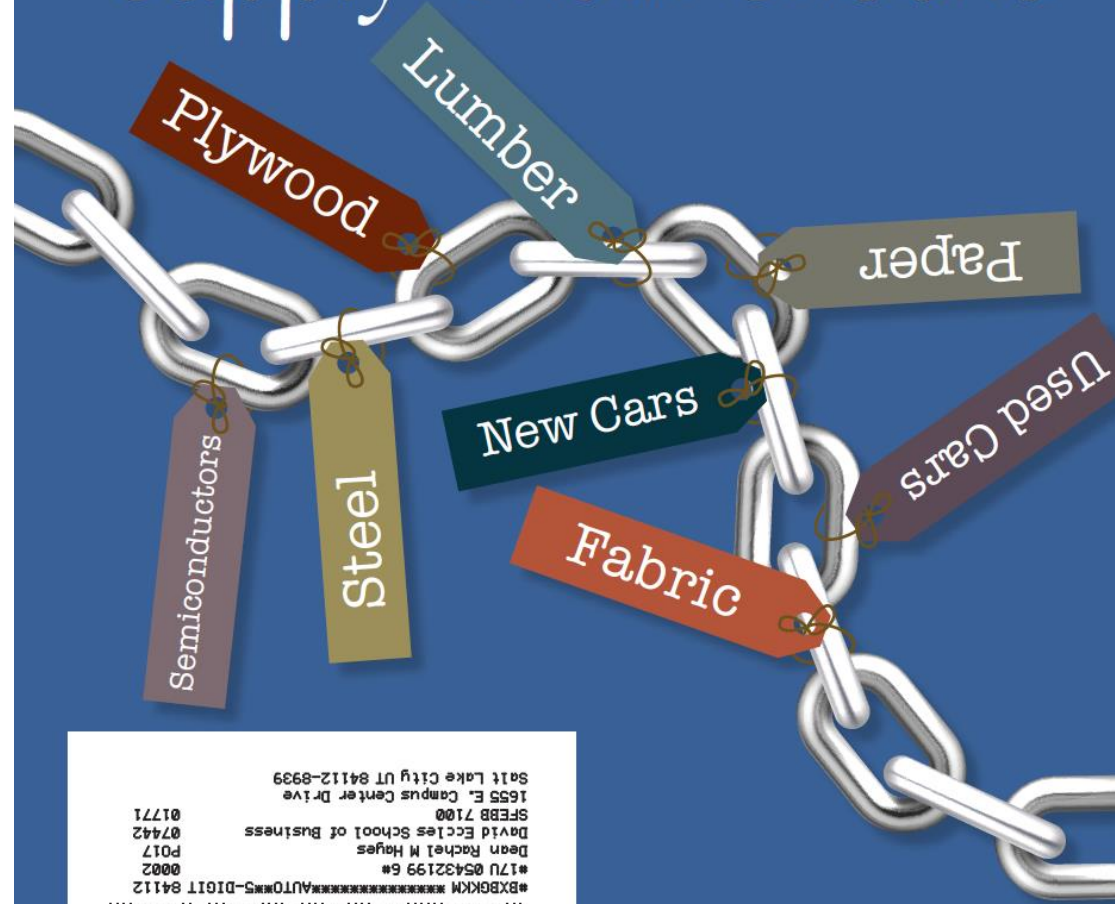 Plywood
Lumber
Paper
New Cars
Used Cars
Semiconductors
Steel
Fabric
#BXBGKKM ***************AUTO**5-DIGIT 84112
#17U 05432199 6# 0002
Dean Rachel M Hayes P017
David Eccles School of Business 07442
SFEBB 7100 01771
1655 E. Campus Center Drive
Salt Lake City UT 84112-8939